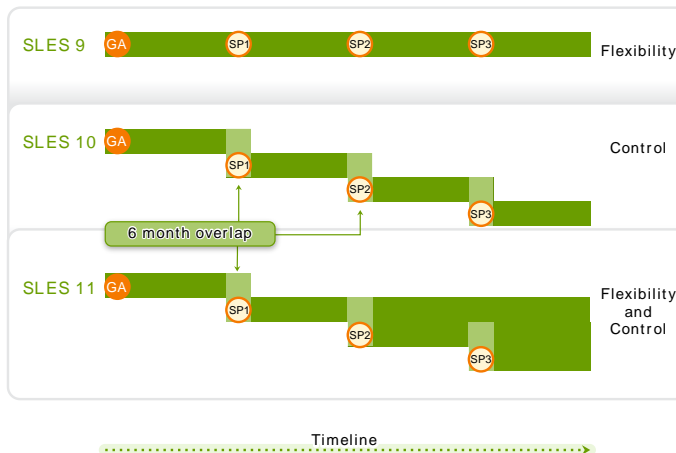 SLES 9
GA
SP1
SP2
SP3
Flexibility
SLES 10
GA
SP1
SP2
SP3
Control
6 month overlap
SLES 11
GA
SP1
SP2
SP3
Flexibility
and
Control
Timeline